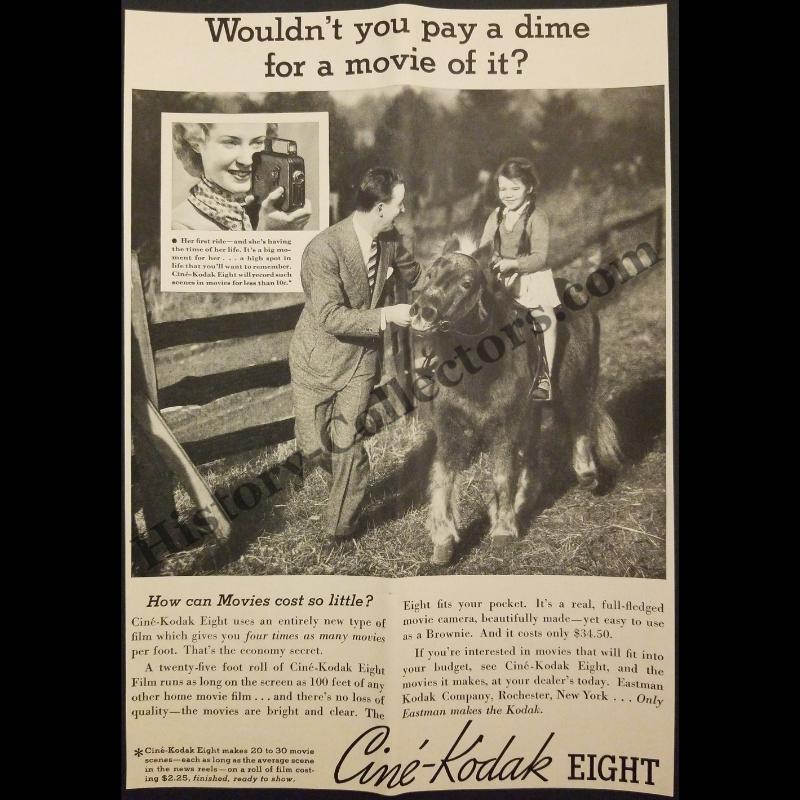 Wouldn't you pay a dime
for a movie of it?
● Her first ride—and she's having
the time of her life. It's a big mo-
ment for her . . . a high spot in
life that you'll want to remember.
Ciné-Kodak Eight will record such
scenes in movies for less than 10c.*
History-Collectors.com
How can Movies cost so little?
Ciné-Kodak Eight uses an entirely new type of
film which gives you four times as many movies
per foot. That's the economy secret.
A twenty-five foot roll of Ciné-Kodak Eight
Film runs as long on the screen as 100 feet of any
other home movie film . . . and there's no loss of
quality—the movies are bright and clear. The
Eight fits your pocket. It's a real, full-fledged
movie camera, beautifully made—yet easy to use
as a Brownie. And it costs only $34.50.
If you're interested in movies that will fit into
your budget, see Ciné-Kodak Eight, and the
movies it makes, at your dealer's today. Eastman
Kodak Company, Rochester, New York . . . Only
Eastman makes the Kodak.
*Ciné-Kodak Eight makes 20 to 30 movie
scenes—each as long as the average scene
in the news reels—on a roll of film cost-
ing $2.25, finished, ready to show.
Ciné-Kodak EIGHT